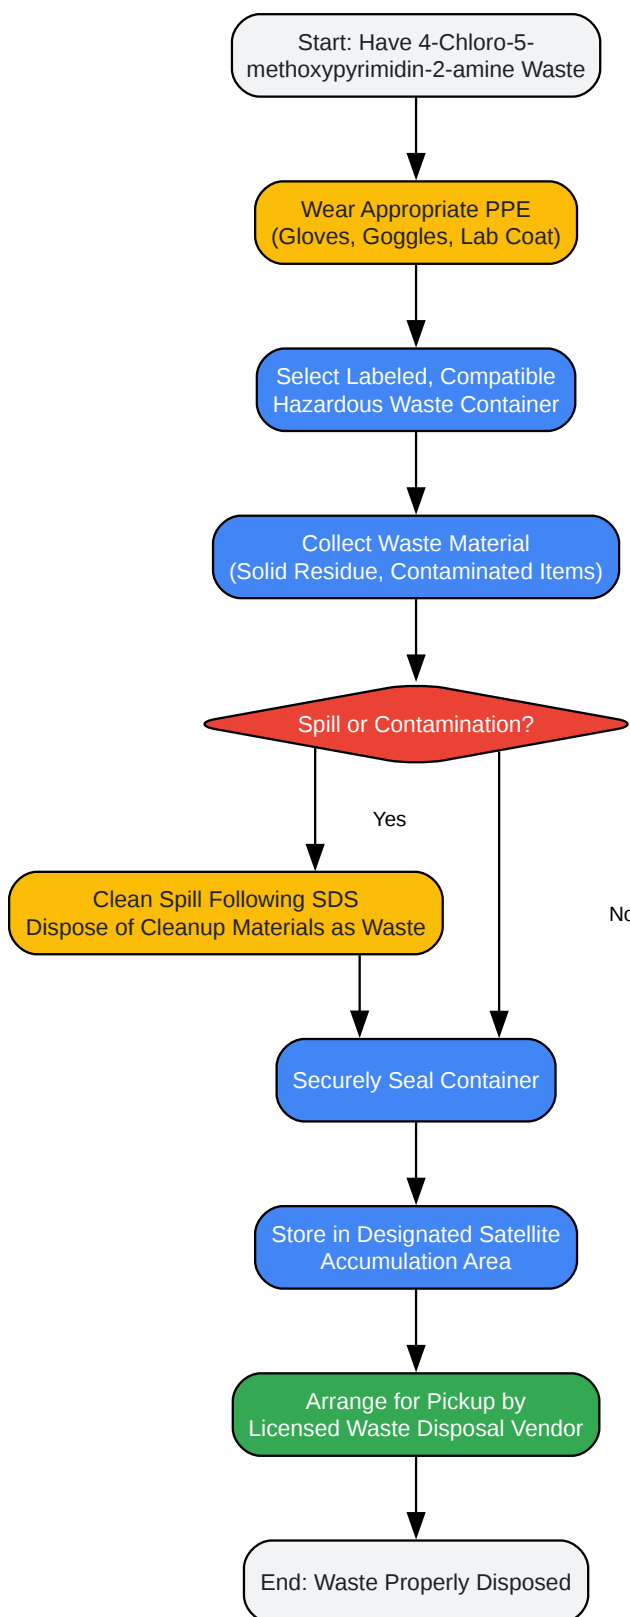 Start: Have 4-Chloro-5-
methoxypyrimidin-2-amine Waste
Wear Appropriate PPE
(Gloves, Goggles, Lab Coat)
Select Labeled, Compatible
Hazardous Waste Container
Collect Waste Material
(Solid Residue, Contaminated Items)
Spill or Contamination?
Yes
Clean Spill Following SDS
Dispose of Cleanup Materials as Waste
No
Securely Seal Container
Store in Designated Satellite
Accumulation Area
Arrange for Pickup by
Licensed Waste Disposal Vendor
End: Waste Properly Disposed